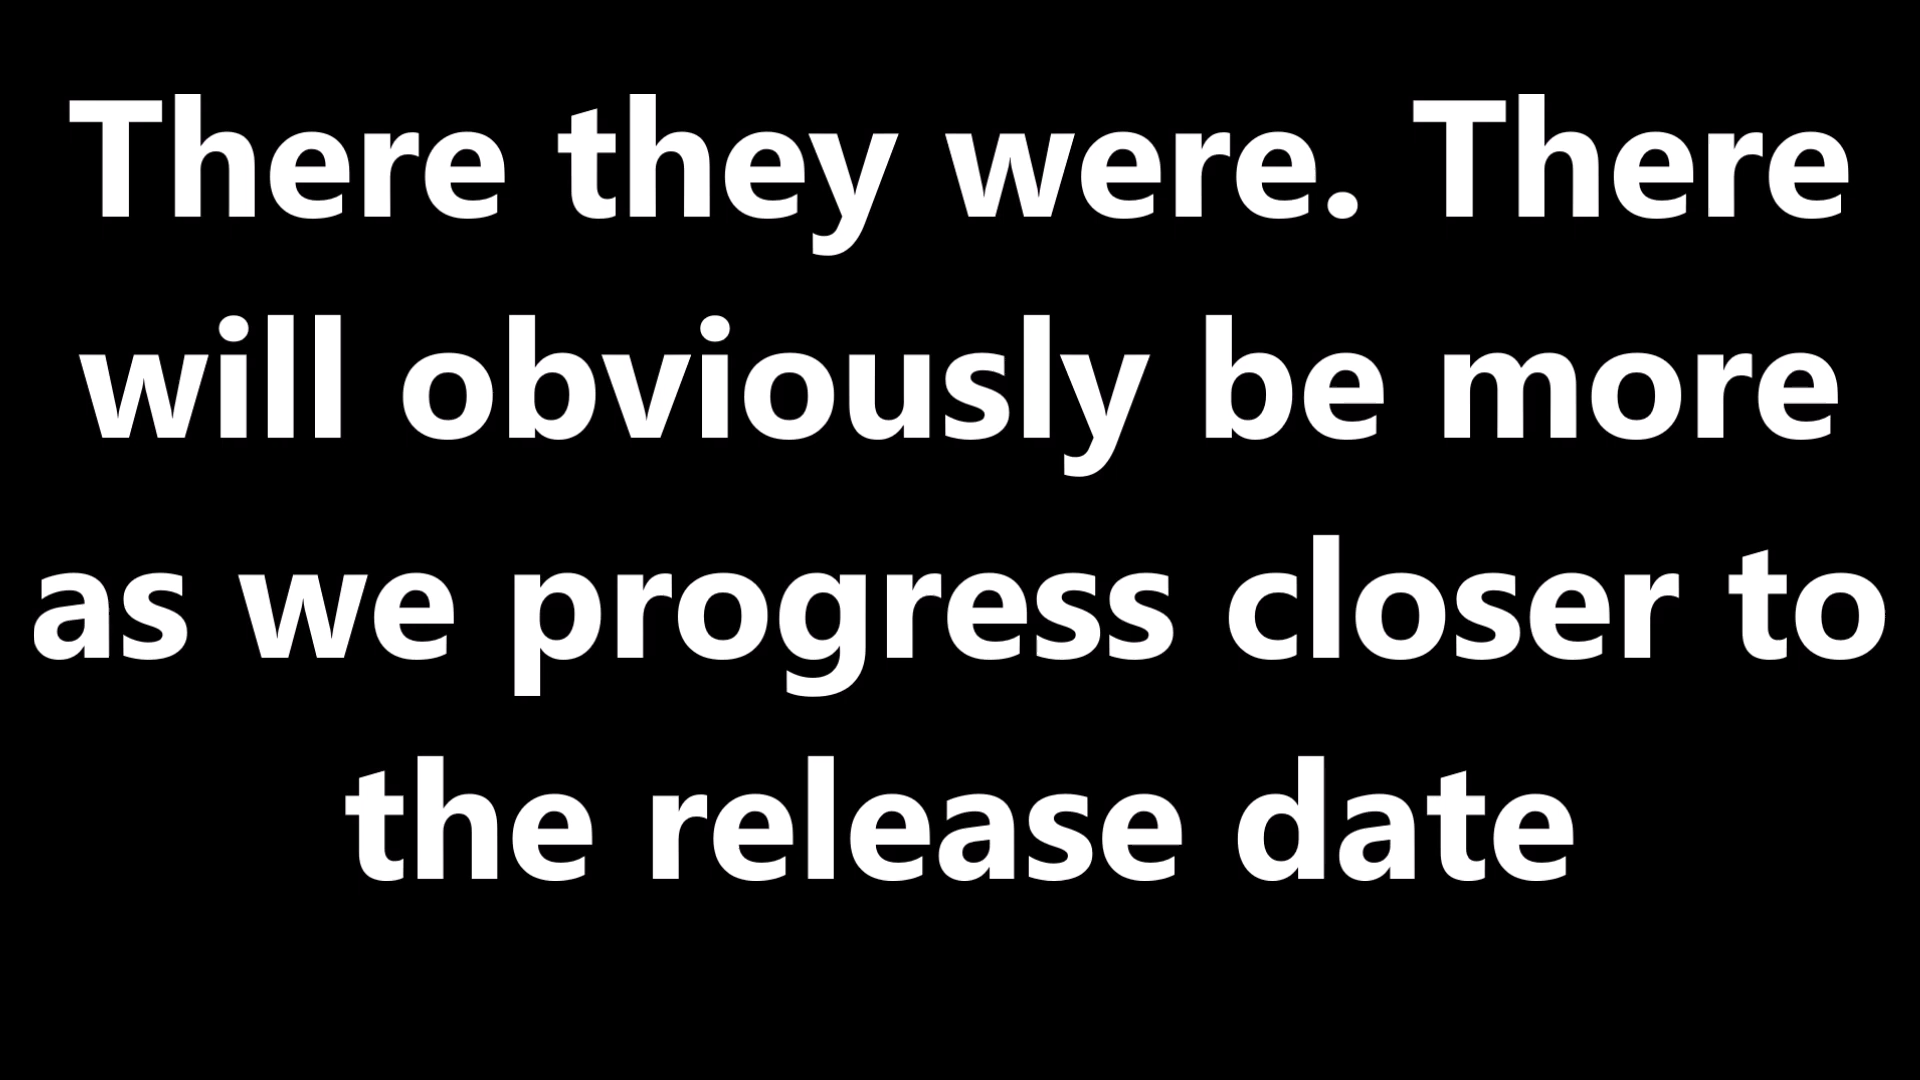 There they were. There
will obviously be more
as we progress closer to
the release date